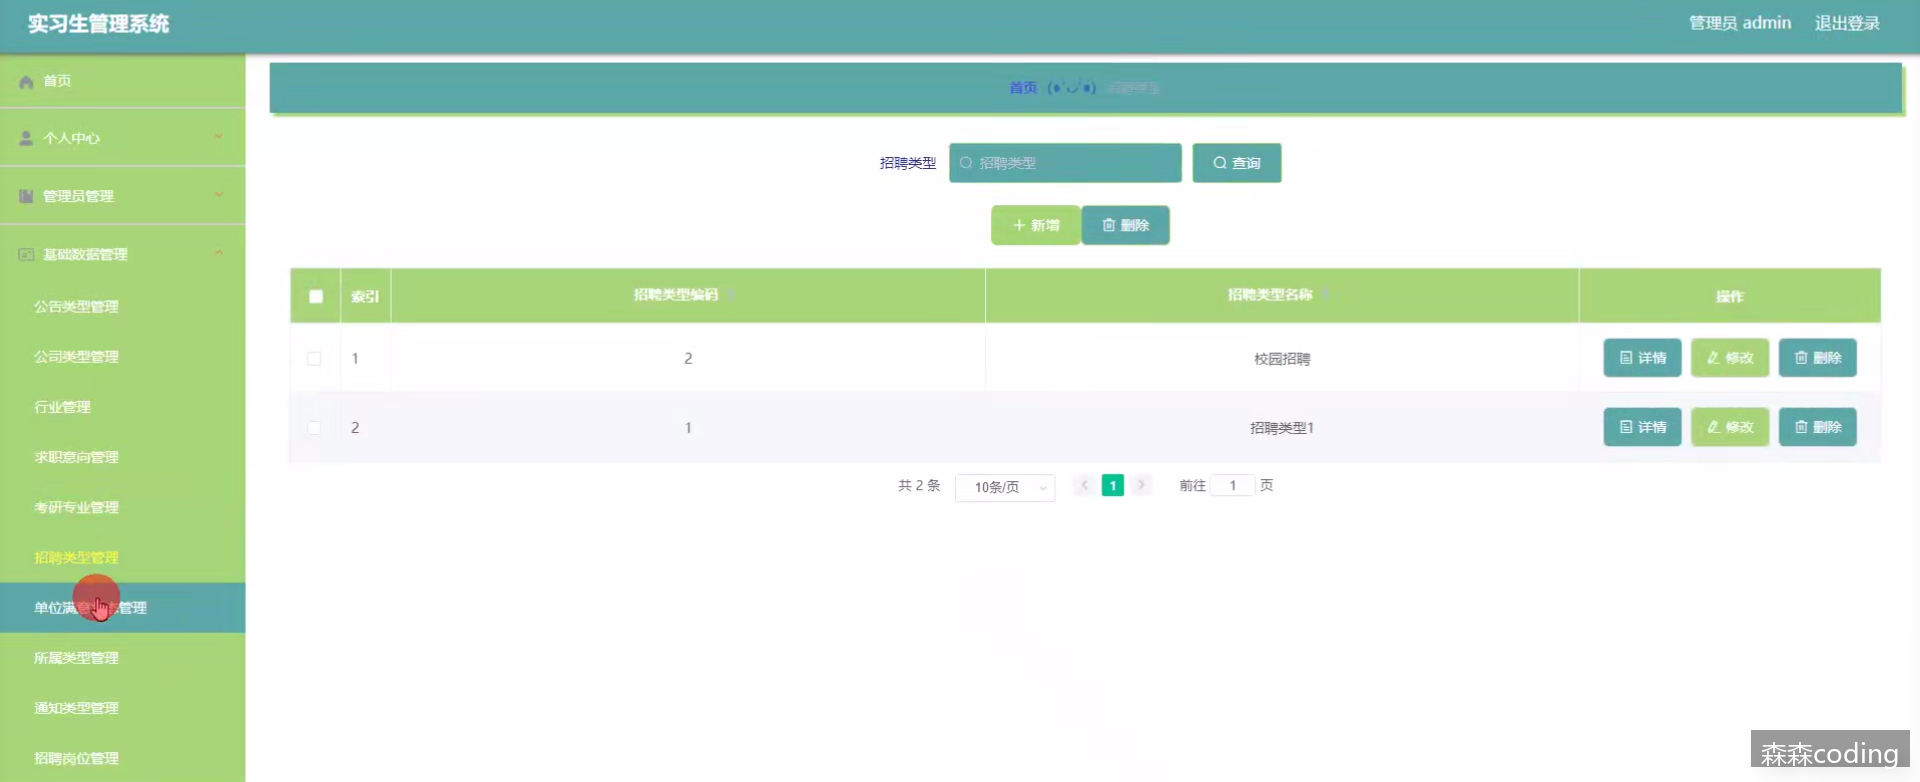 实习生管理系统
管理员 admin 退出登录
首页
个人中心
管理员管理
基础数据管理
公告类型管理
公司类型管理
行业管理
求职意向管理
考研专业管理
招聘类型管理
单位满 管理
所属类型管理
通知类型管理
招聘岗位管理
首页 (●'◡'●) 招聘类型
招聘类型 招聘类型 查询
新增 删除
索引 招聘类型编码 招聘类型名称 操作
1 2 校园招聘 详情 修改 删除
2 1 招聘类型1 详情 修改 删除
共 2 条 10条/页 1 前往 1 页
森森coding